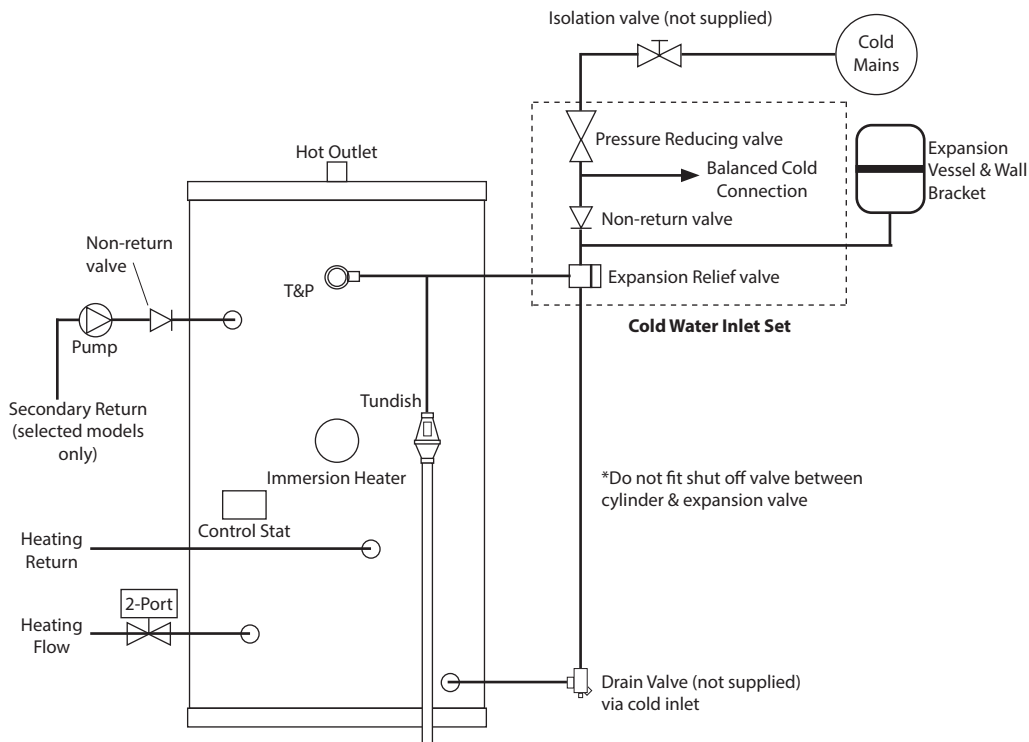 Isolation valve (not supplied)
Cold
Mains
Pressure Reducing valve
Balanced Cold
Connection
Non-return valve
Expansion
Vessel & Wall
Bracket
Expansion Relief valve
Cold Water Inlet Set
Hot Outlet
Non-return
valve
T&P
Pump
Secondary Return
(selected models
only)
Tundish
Immersion Heater
Control Stat
*Do not fit shut off valve between
cylinder & expansion valve
Heating
Return
2-Port
Heating
Flow
Drain Valve (not supplied)
via cold inlet